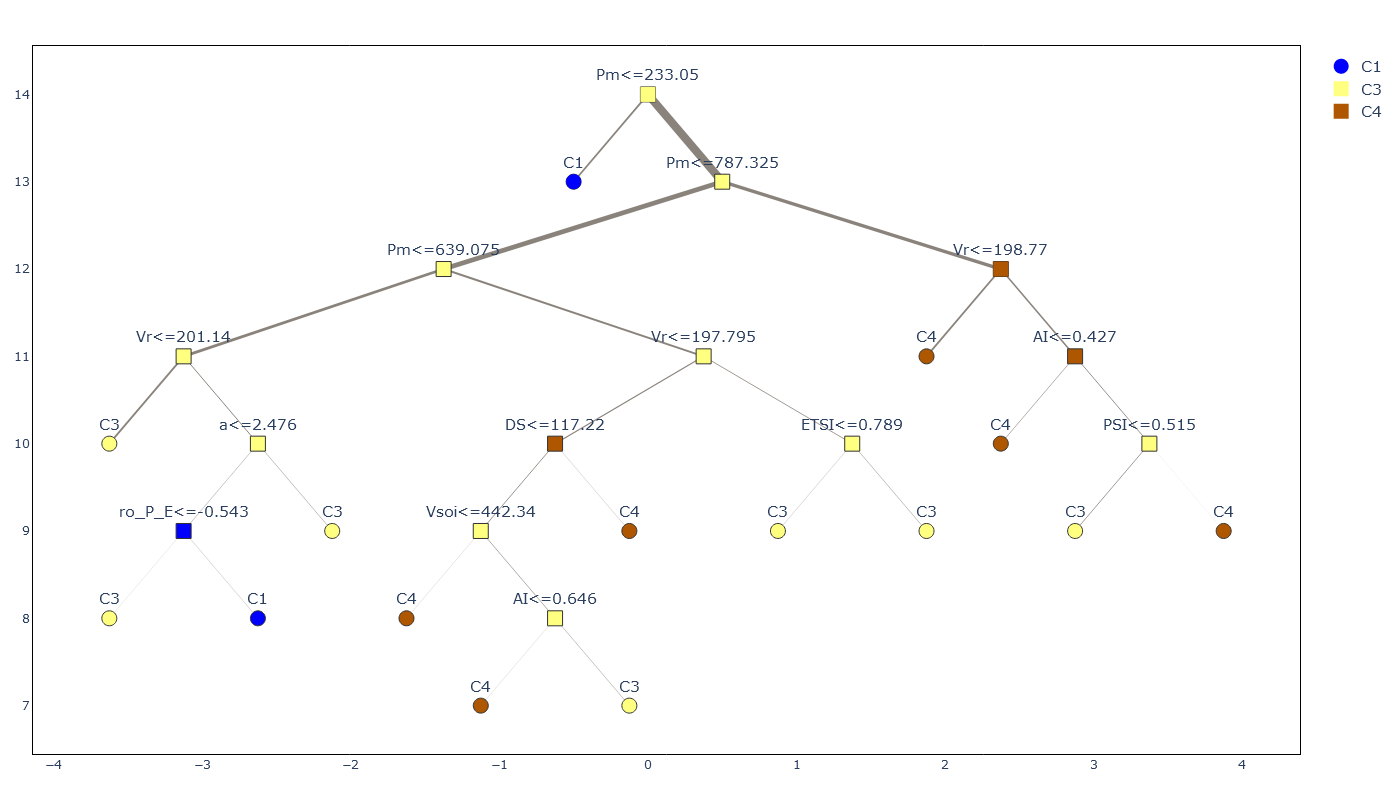 Pm<=233.05
C1
C3
C4
14
C1
Pm<=787.325
13
Pm<=639.075
Vr<=198.77
12
Vr<=201.14
Vr<=197.795
C4
AI<=0.427
11
C3
a<=2.476
DS<=117.22
ETSI<=0.789
C4
PSI<=0.515
10
ro_P_E<=-0.543
C3
Vsoi<=442.34
C4
C3
C3
C3
C4
9
C3
C1
C4
AI<=0.646
8
C4
C3
7
−4
−3
−2
−1
0
1
2
3
4